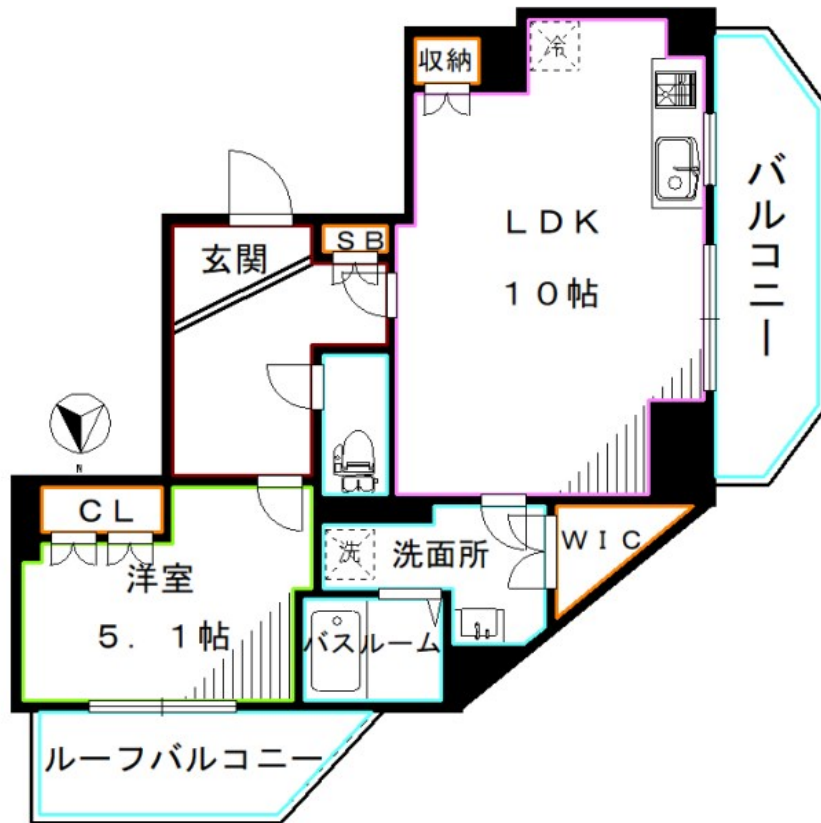 冷
収納
バルコニー
LDK
10帖
SB
玄関
N
CL
洗
洗面所
WIC
洋室
5．1帖
バスルーム
ルーフバルコニー